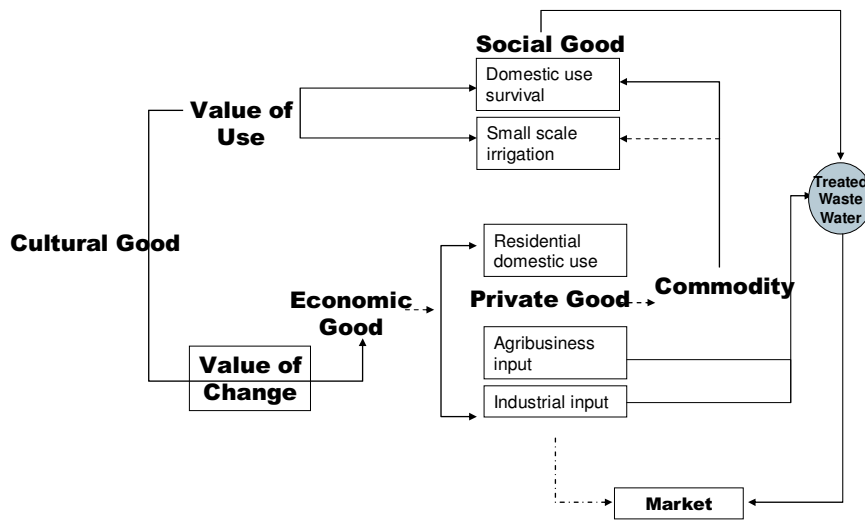 Social Good
Domestic use
survival
Value of
Use
Small scale
irrigation
Treated
Waste
Water
Cultural Good
Residential
domestic use
Economic
Good
Private Good
Commodity
Value of
Change
Agribusiness
input
Industrial input
Market